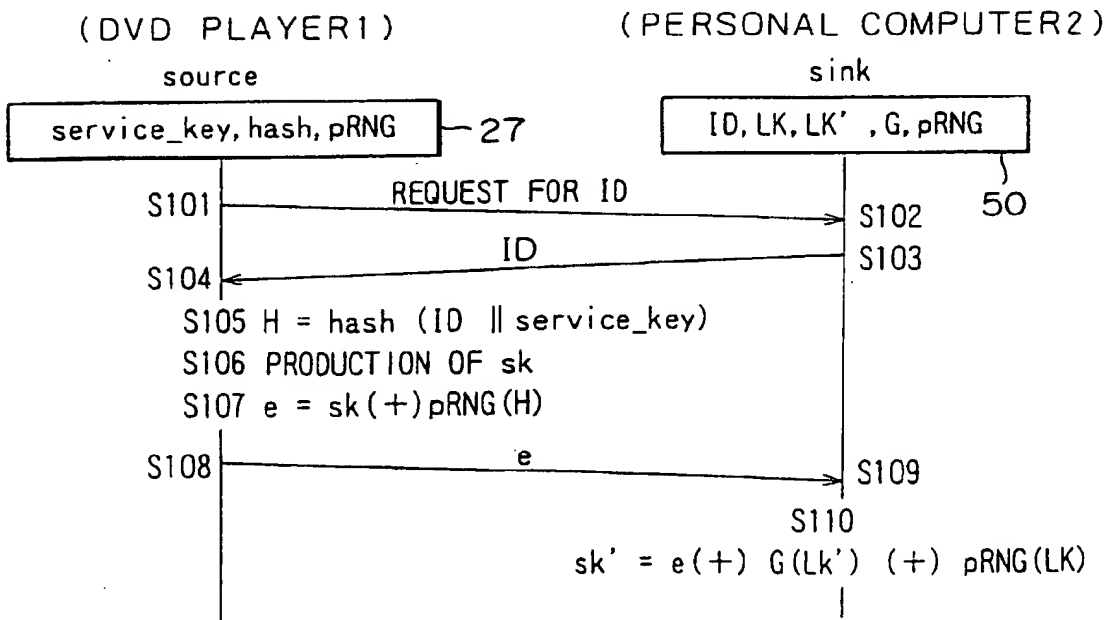 (DVD PLAYER1)
(PERSONAL COMPUTER2)
source
sink
service_key, hash, pRNG
27
ID, LK, LK', G, pRNG
50
S101
REQUEST FOR ID
S102
ID
S103
S104
S105 H = hash (ID || service_key)
S106 PRODUCTION OF sk
S107 e = sk(+)pRNG(H)
S108
e
S109
S110
sk' = e(+) G(Lk') (+) pRNG(LK)